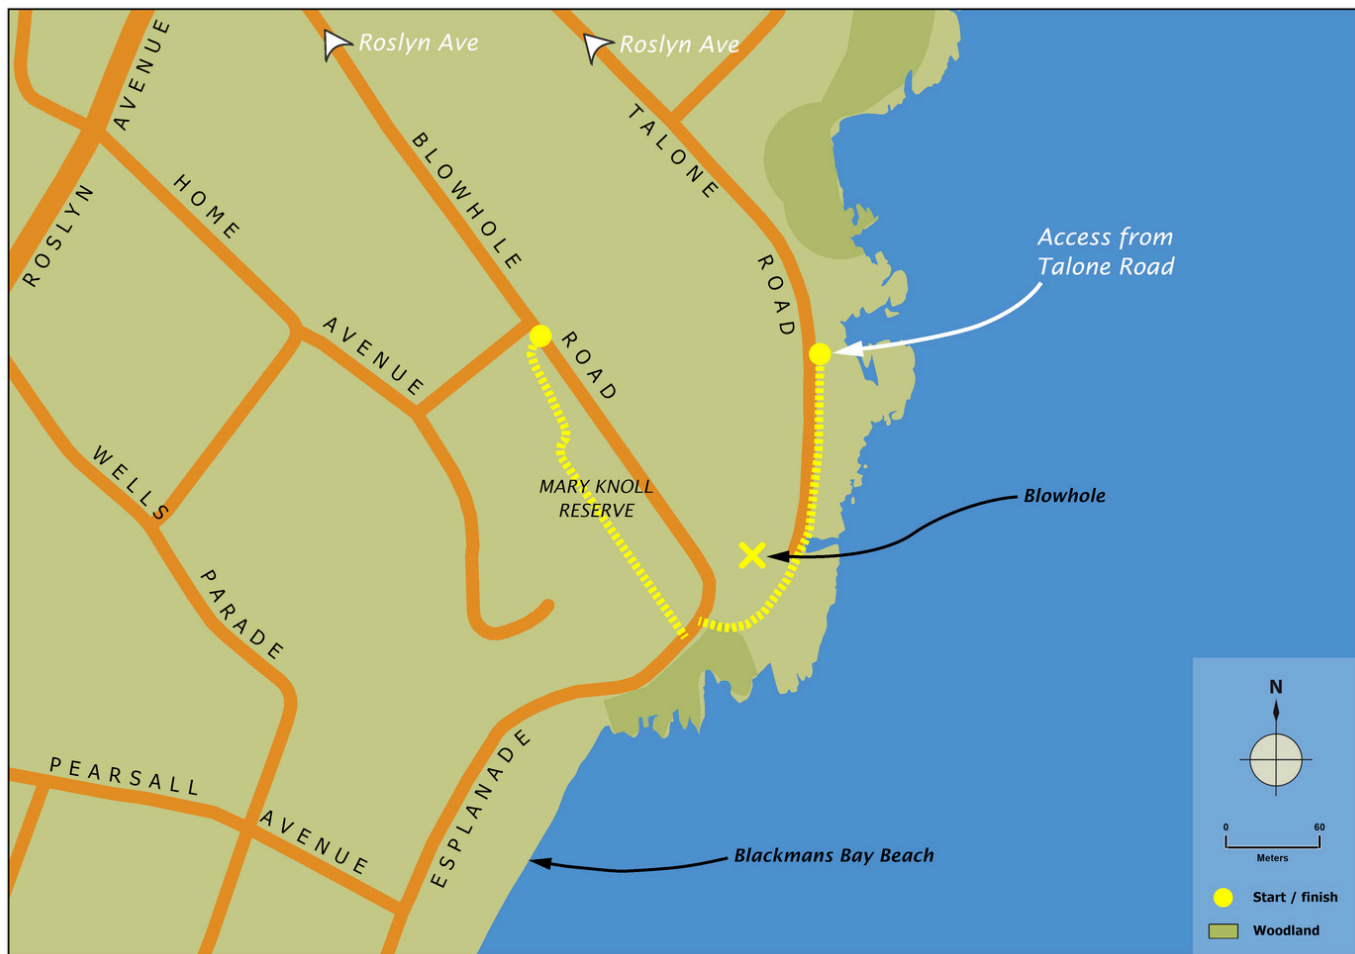 Roslyn Ave
Roslyn Ave
ROSLYN AVENUE
HOME AVENUE
BLOWHOLE ROAD
TALONE ROAD
Access from
Talone Road
WELLS PARADE
MARY KNOLL
RESERVE
Blowhole
PEARSALL AVENUE
ESPLANADE
Blackmans Bay Beach
N
0 60
Meters
Start / finish
Woodland